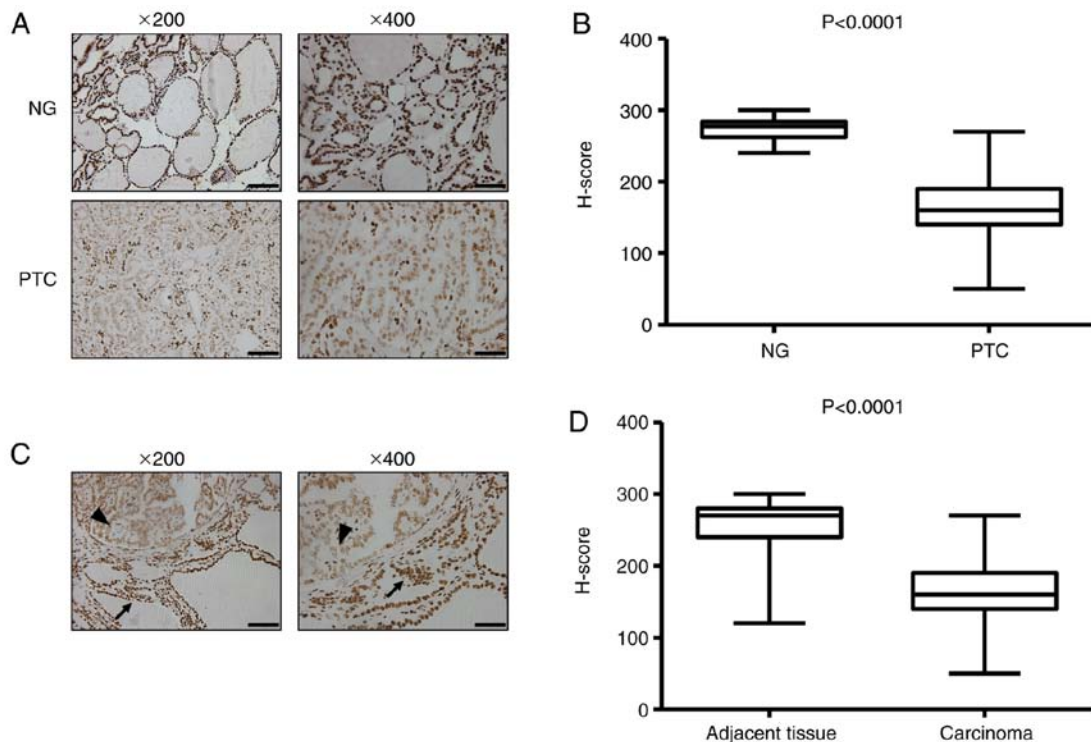 A
×200
×400
NG
PTC
B
P<0.0001
H-score
400
300
200
100
0
NG
PTC
C
×200
×400
D
P<0.0001
H-score
400
300
200
100
0
Adjacent tissue
Carcinoma